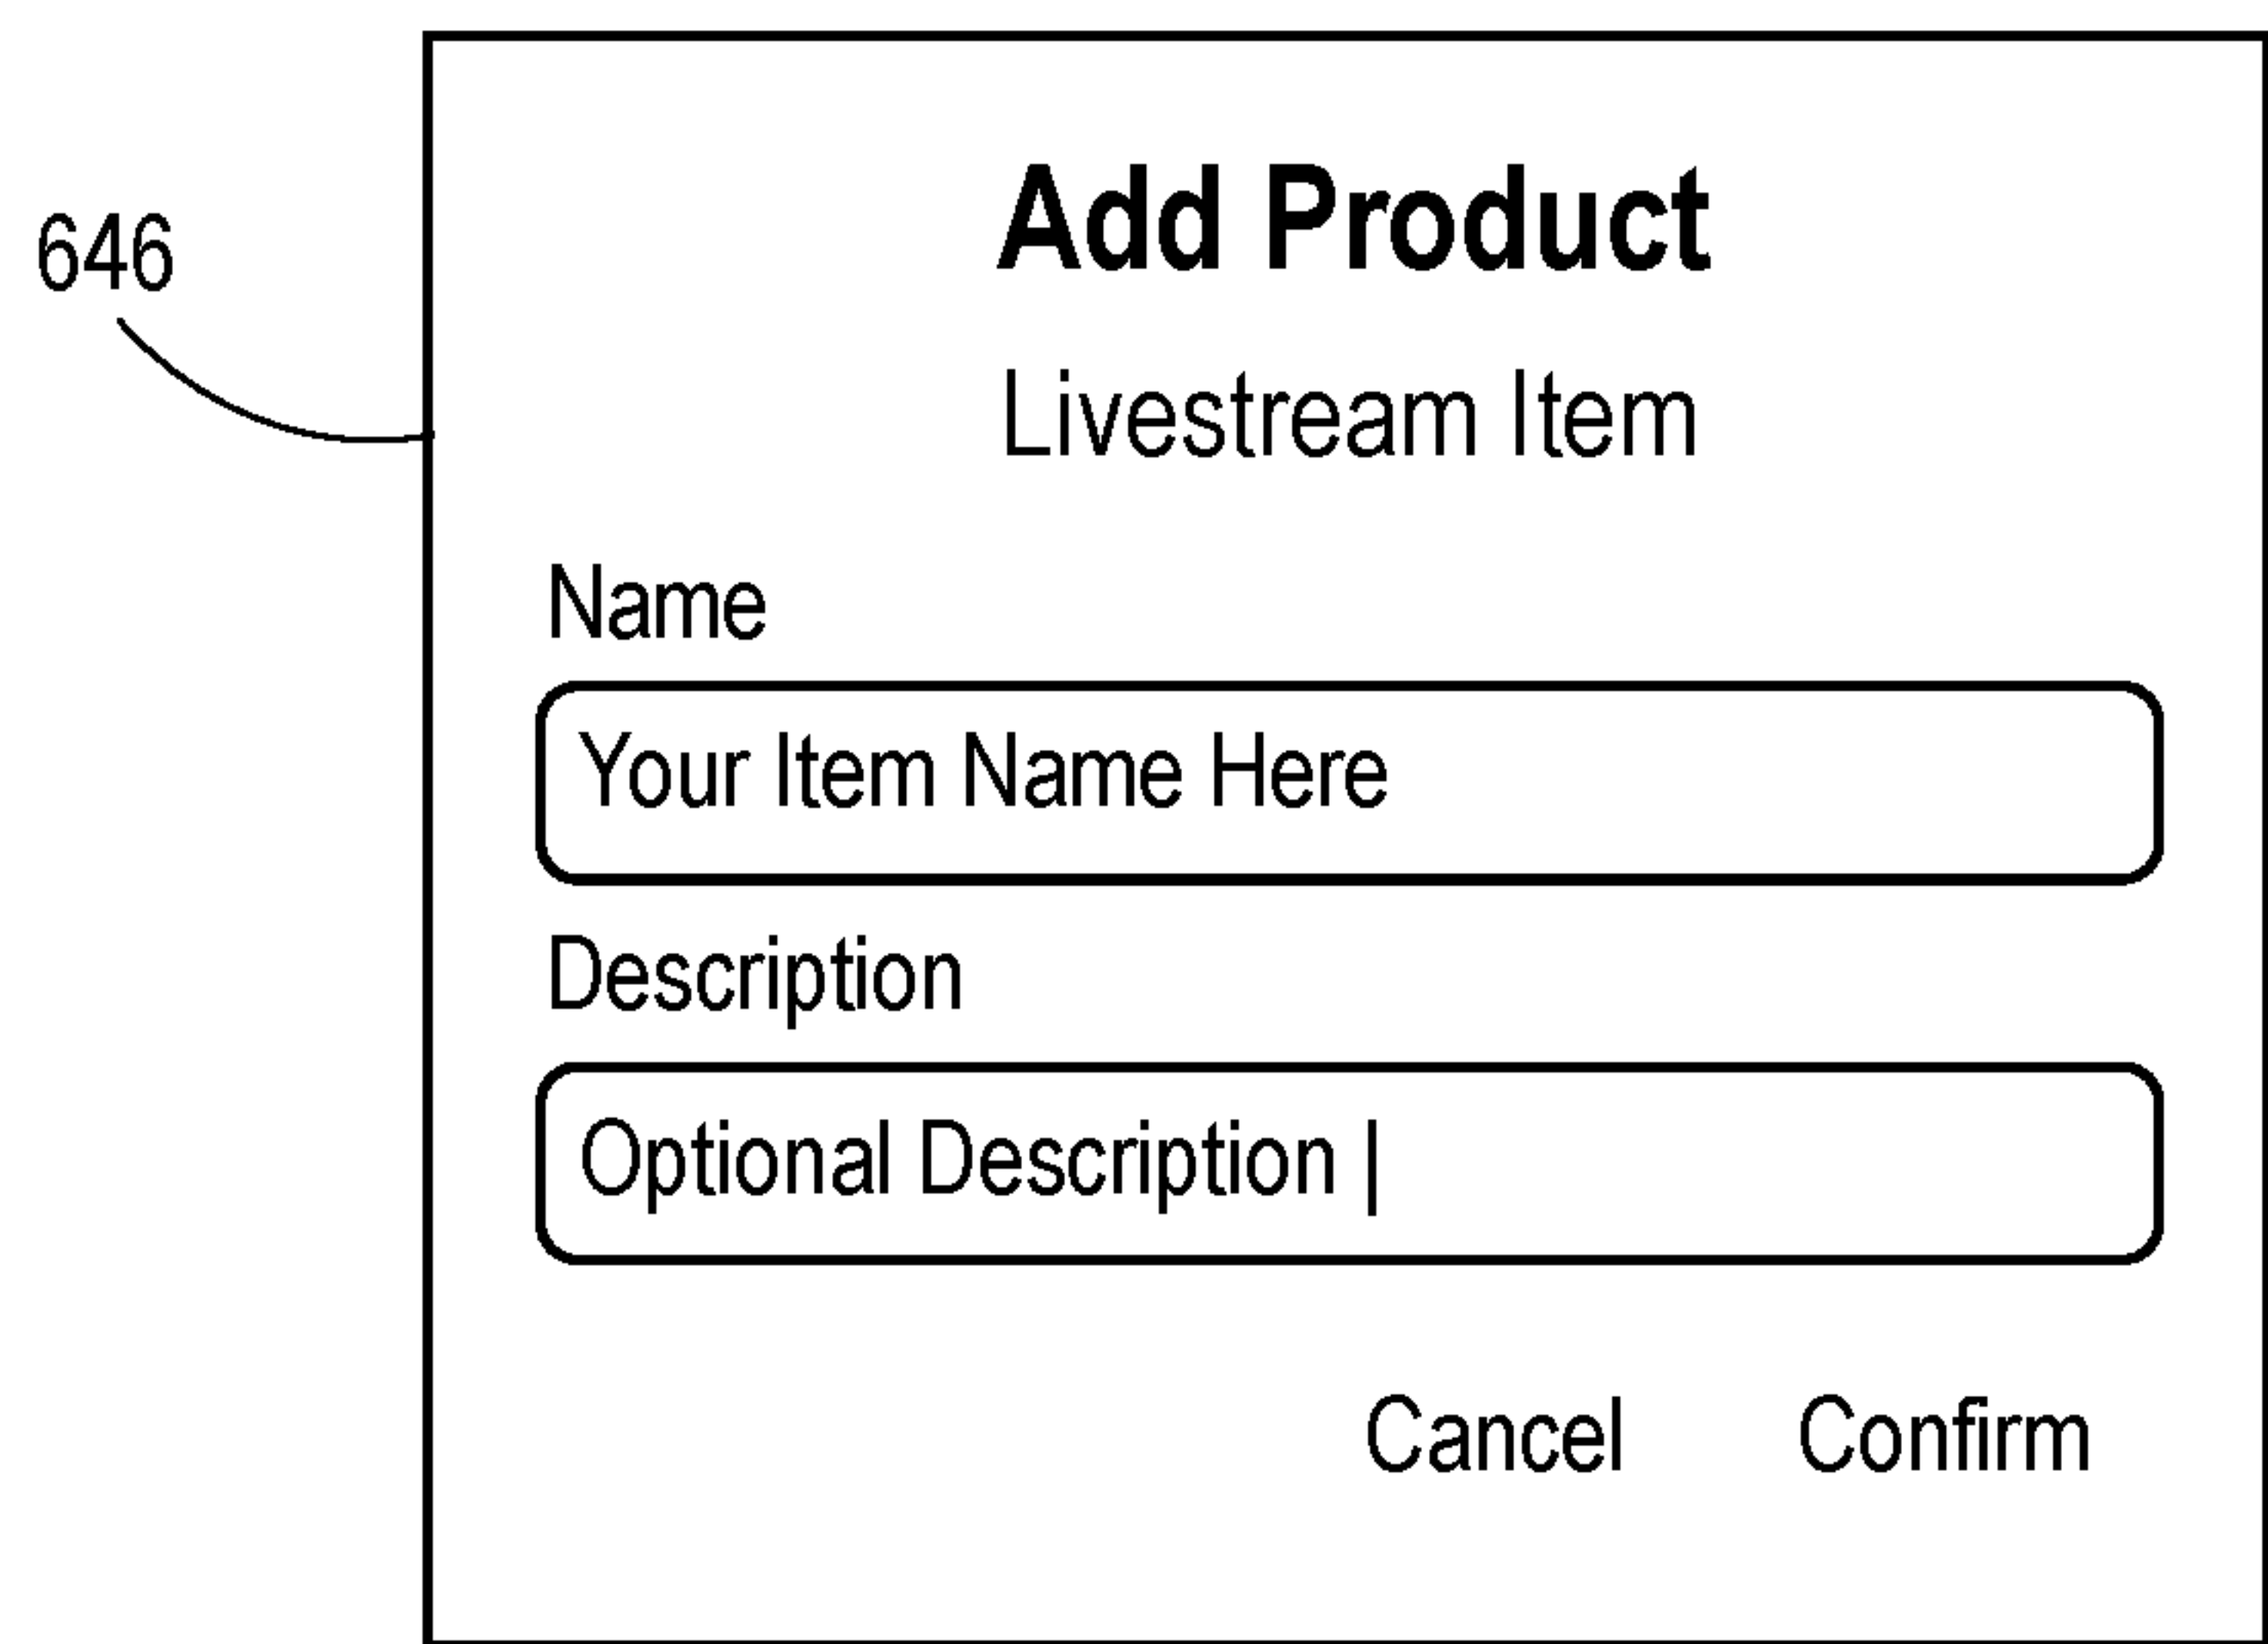 646
Add Product
Livestream Item
Name
Your Item Name Here
Description
Optional Description |
Cancel Confirm